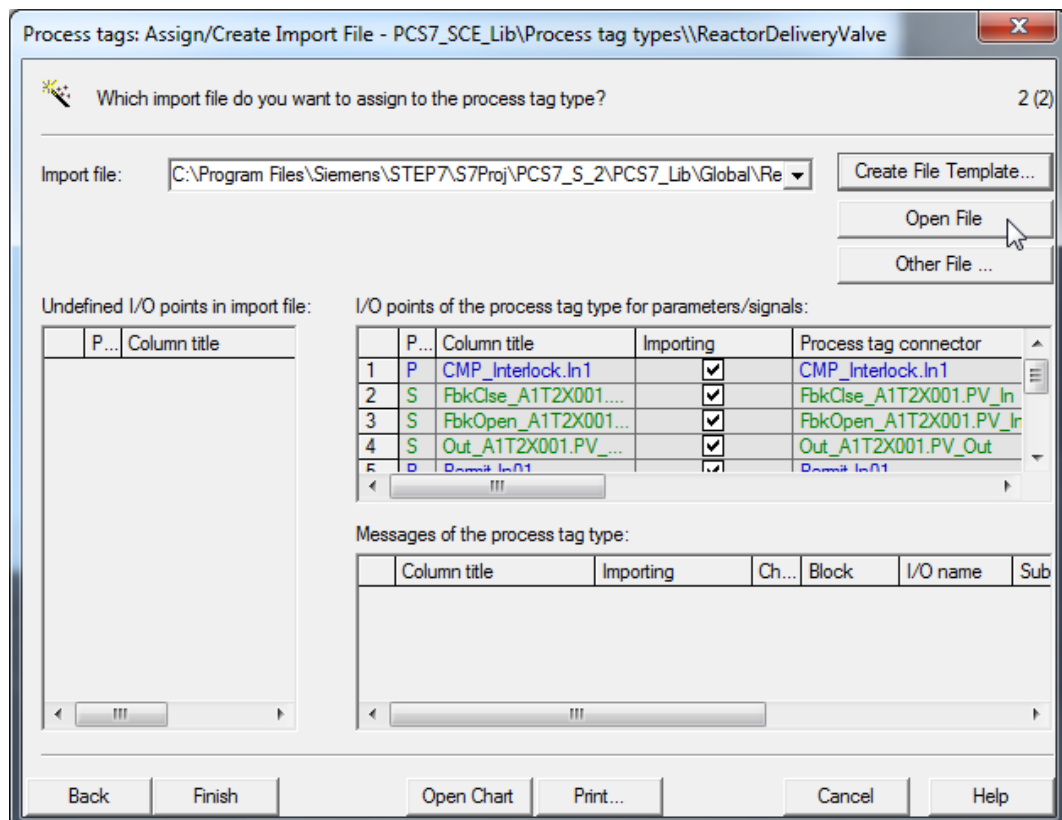 Process tags: Assign/Create Import File - PCS7_SCE_Lib\Process tag types\\ReactorDeliveryValve
Which import file do you want to assign to the process tag type?
2 (2)
Import file:
C:\Program Files\Siemens\STEP7\S7Proj\PCS7_S_2\PCS7_Lib\Global\Re
Create File Template...
Open File
Other File ...
Undefined I/O points in import file:
P... Column title
I/O points of the process tag type for parameters/signals:
P... Column title Importing Process tag connector
1 P CMP_Interlock.In1 CMP_Interlock.In1
2 S FbkClse_A1T2X001.... FbkClse_A1T2X001.PV_In
3 S FbkOpen_A1T2X001... FbkOpen_A1T2X001.PV_In
4 S Out_A1T2X001.PV_... Out_A1T2X001.PV_Out
5 P Permit.In01 Permit.In01
Messages of the process tag type:
Column title Importing Ch... Block I/O name Sub
Back Finish Open Chart Print... Cancel Help